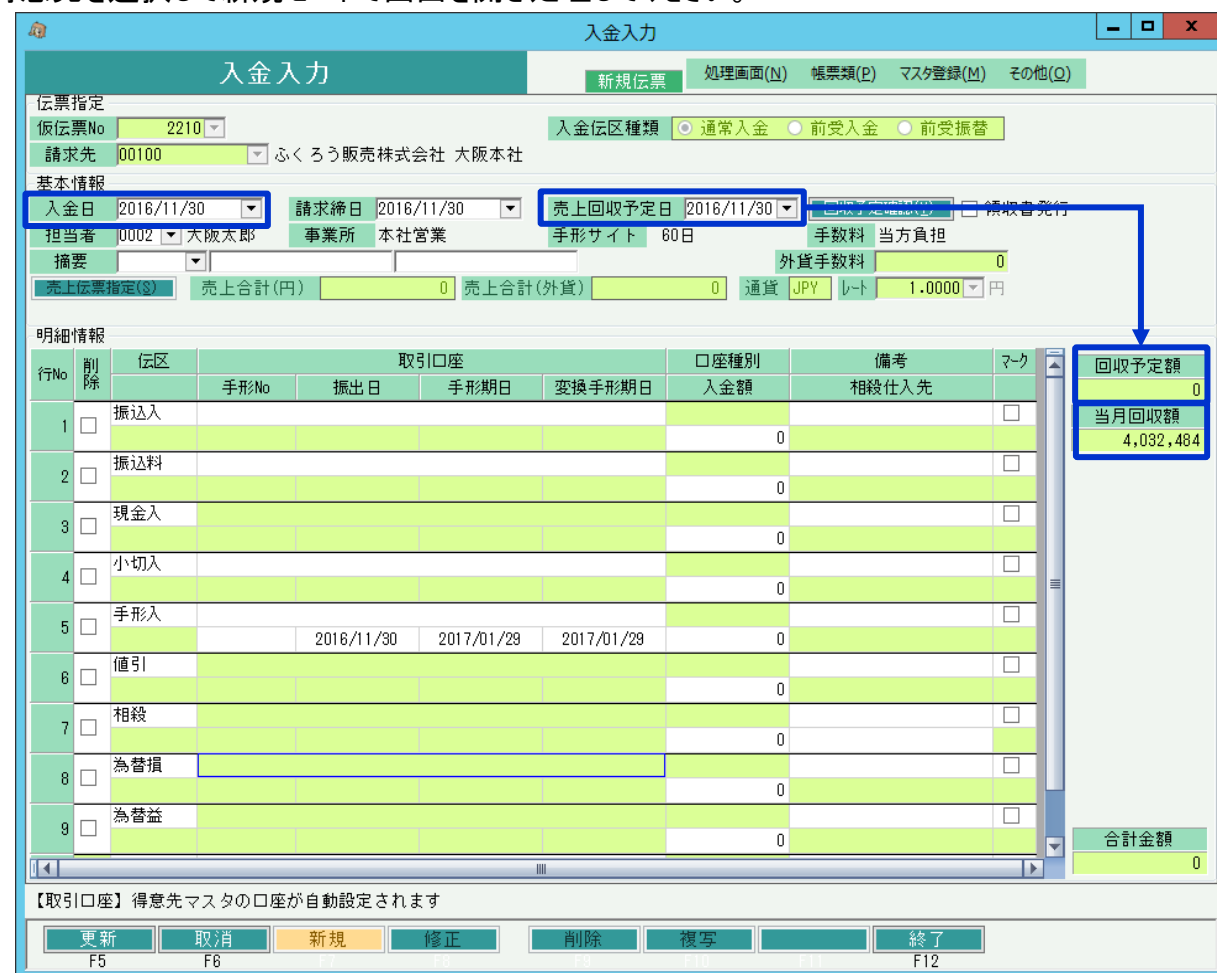 入金入力
入金入力
新規伝票 処理画面(N) 帳票類(P) マスタ登録(M) その他(O)
伝票指定
仮伝票No 2210 入金伝区種類 通常入金 前受入金 前受振替
請求先 00100 ふくろう販売株式会社 大阪本社
基本情報
入金日 2016/11/30 請求締日 2016/11/30 売上回収予定日 2016/11/30 領収書発行
担当者 0002 大阪太郎 事業所 本社営業 手形サイト 60日 手数料 当方負担
摘要 外貨手数料 0
売上伝票指定(S) 売上合計(円) 0 売上合計(外貨) 0 通貨 JPY レート 1.0000 円
明細情報
行No 削除 伝区 取引口座 口座種別 備考 マーク
手形No 振出日 手形期日 変換手形期日 入金額 相殺仕入先
回収予定額
0
当月回収額
4,032,484
1 振込入
0
2 振込料
0
3 現金入
0
4 小切入
0
5 手形入
2016/11/30 2017/01/29 2017/01/29 0
6 値引
0
7 相殺
0
8 為替損
0
9 為替益
0
合計金額
0
【取引口座】得意先マスタの口座が自動設定されます
更新 取消 新規 修正 削除 複写 終了
F5 F6 F7 F8 F9 F10 F11 F12